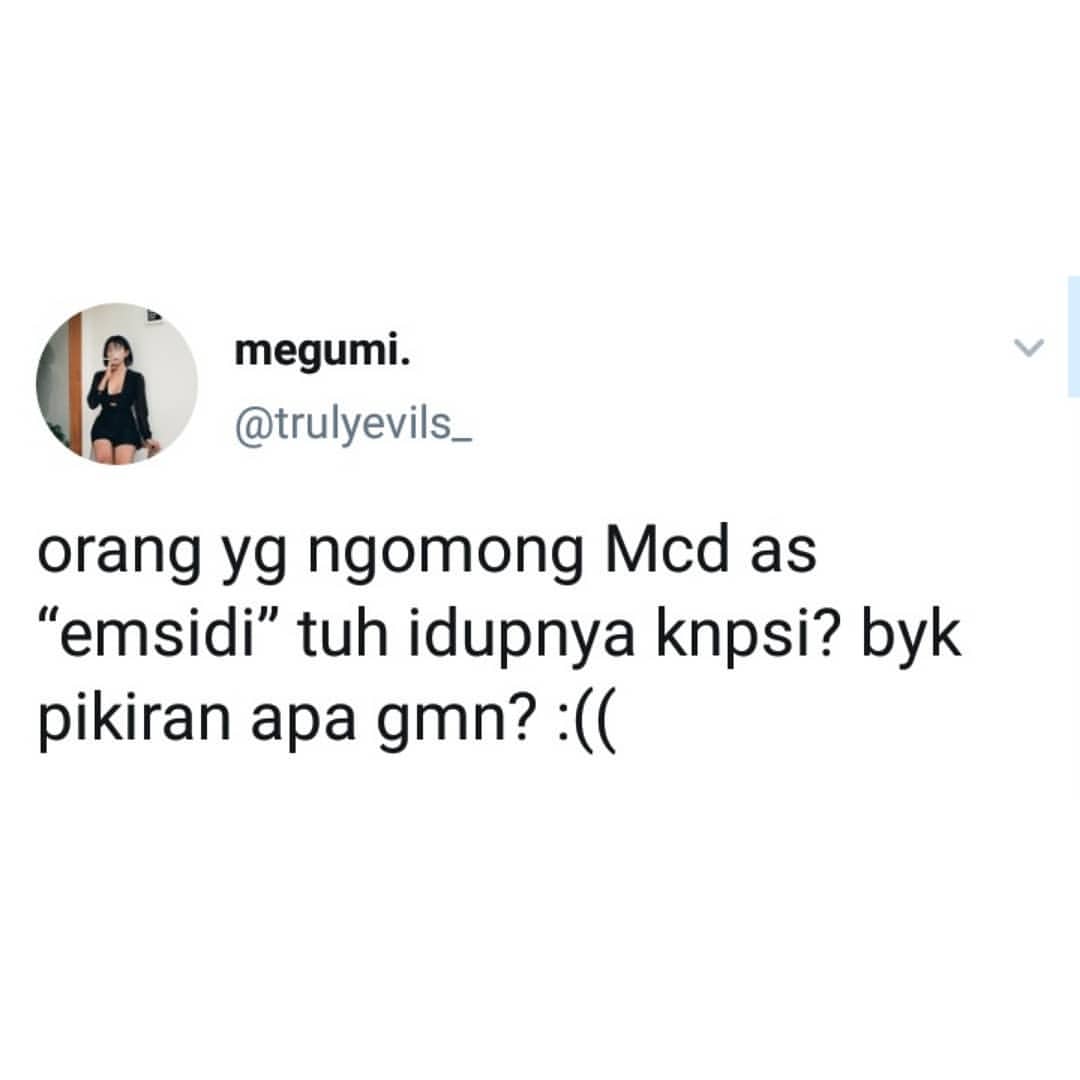 megumi.
@trulyevils_
orang yg ngomong Mcd as
“emsidi” tuh idupnya knpsi? byk
pikiran apa gmn? :((